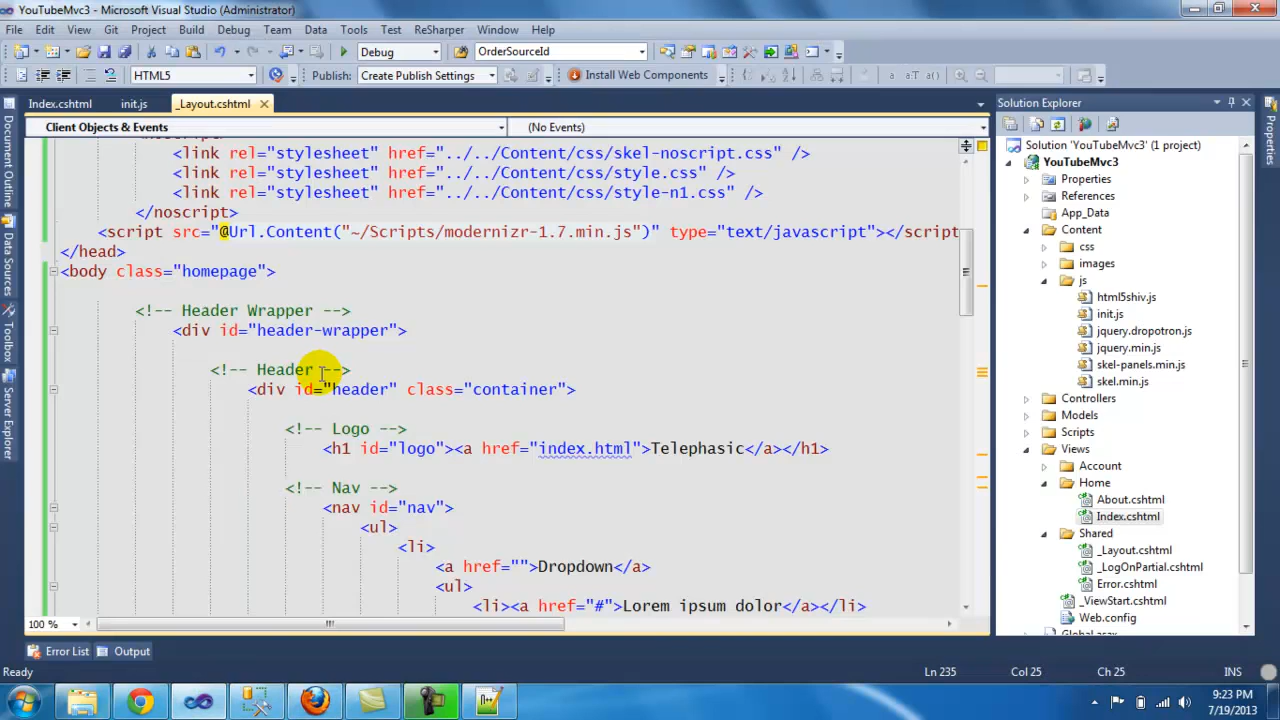 YouTubeMvc3 - Microsoft Visual Studio (Administrator)
File Edit View Git Project Build Debug Team Data Tools Test ReSharper Window Help
Debug OrderSourceId
HTML5 Publish: Create Publish Settings Install Web Components
Index.cshtml init.js _Layout.cshtml
Client Objects & Events (No Events)
<link rel="stylesheet" href="../../Content/css/skel-noscript.css" />
<link rel="stylesheet" href="../../Content/css/style.css" />
<link rel="stylesheet" href="../../Content/css/style-n1.css" />
</noscript>
<script src="@Url.Content("~/Scripts/modernizr-1.7.min.js")" type="text/javascript"></script
</head>
<body class="homepage">
<!-- Header Wrapper -->
<div id="header-wrapper">
<!-- Header -->
<div id="header" class="container">
<!-- Logo -->
<h1 id="logo"><a href="index.html">Telephasic</a></h1>
<!-- Nav -->
<nav id="nav">
<ul>
<li>
<a href="">Dropdown</a>
<ul>
<li><a href="#">Lorem ipsum dolor</a></li>
100 %
Document Outline
Data Sources
Toolbox
Server Explorer
Solution Explorer
Solution 'YouTubeMvc3' (1 project)
YouTubeMvc3
Properties
References
App_Data
Content
css
images
js
html5shiv.js
init.js
jquery.dropotron.js
jquery.min.js
skel-panels.min.js
skel.min.js
Controllers
Models
Scripts
Views
Account
Home
About.cshtml
Index.cshtml
Shared
_Layout.cshtml
_LogOnPartial.cshtml
Error.cshtml
_ViewStart.cshtml
Web.config
Global.asax
Properties
Error List Output
Ready Ln 235 Col 25 Ch 25 INS
9:23 PM
7/19/2013